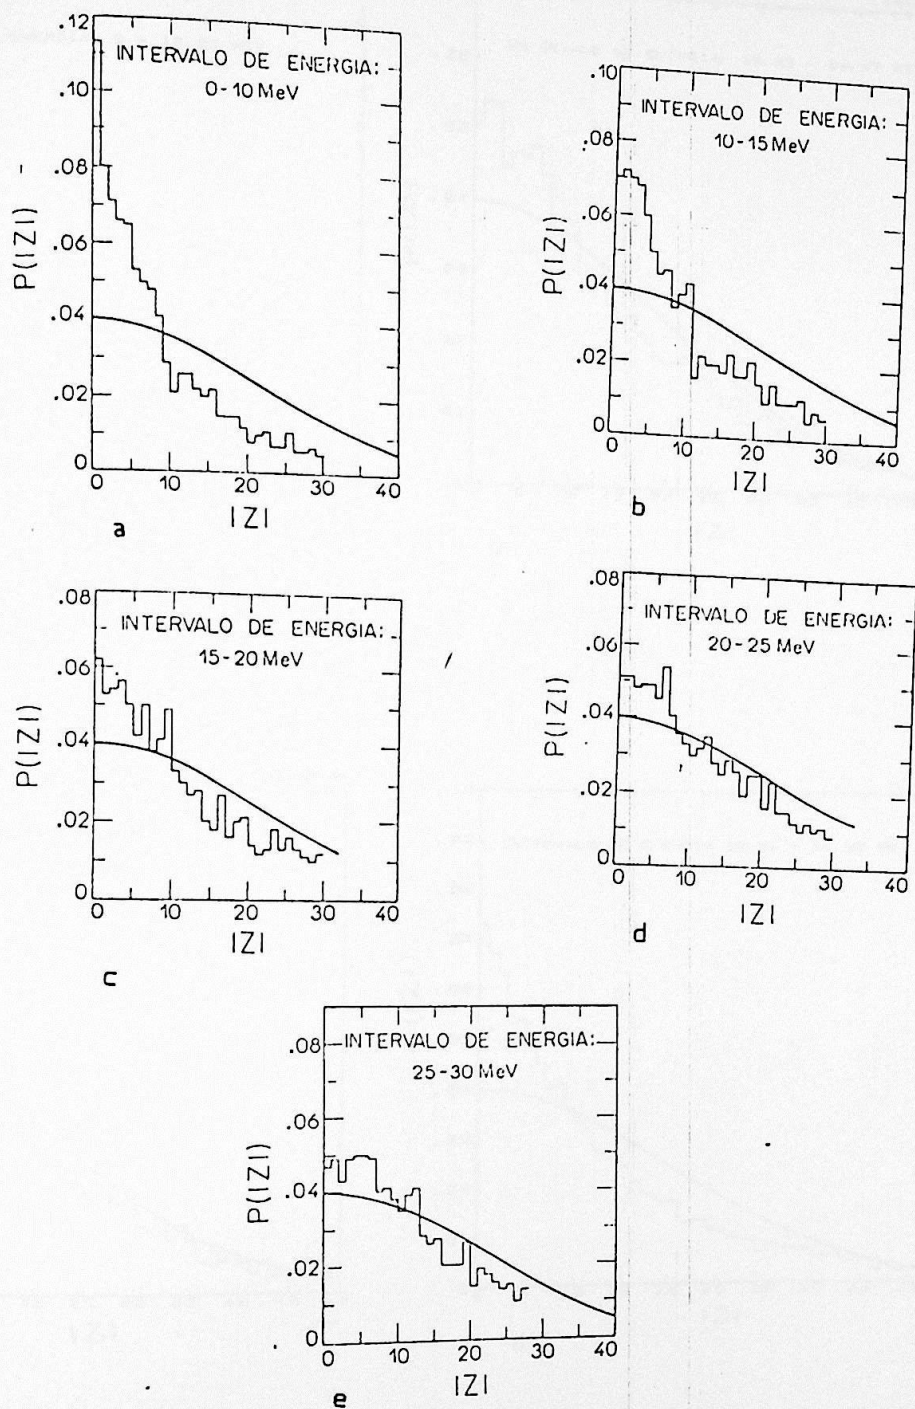 .12
.10
.08
.06
.04
.02
0
P(|Z|)
INTERVALO DE ENERGIA:
0-10 MeV
0 10 20 30 40
|Z|
a
.10
.08
.06
.04
.02
0
P(|Z|)
INTERVALO DE ENERGIA:
10-15 MeV
0 10 20 30 40
|Z|
b
.08
.06
.04
.02
0
P(|Z|)
INTERVALO DE ENERGIA:
15-20 MeV
0 10 20 30 40
|Z|
c
.08
.06
.04
.02
0
P(|Z|)
INTERVALO DE ENERGIA:
20-25 MeV
0 10 20 30 40
|Z|
d
.08
.06
.04
.02
0
P(|Z|)
INTERVALO DE ENERGIA:
25-30 MeV
0 10 20 30 40
|Z|
e